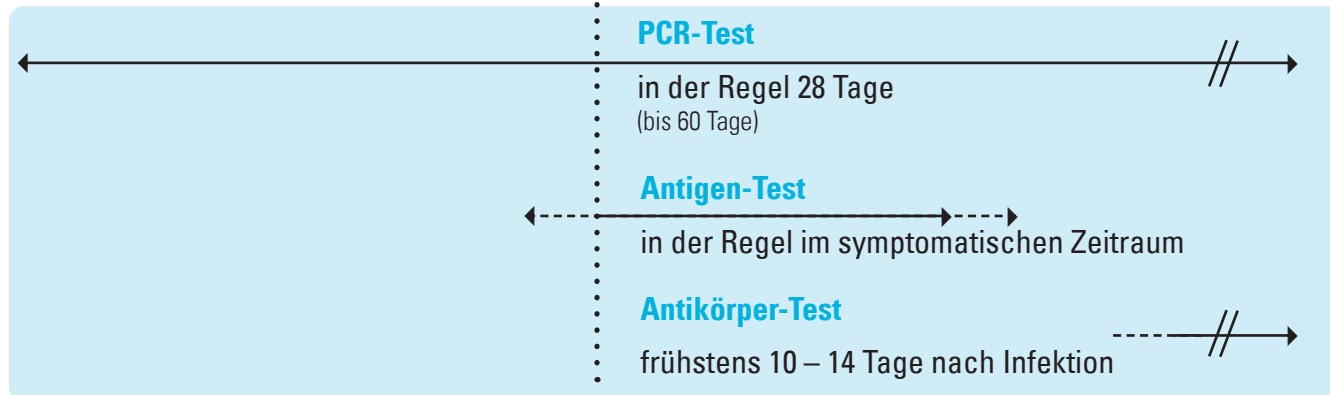 PCR-Test
in der Regel 28 Tage
(bis 60 Tage)
Antigen-Test
in der Regel im symptomatischen Zeitraum
Antikörper-Test
frühstens 10 – 14 Tage nach Infektion